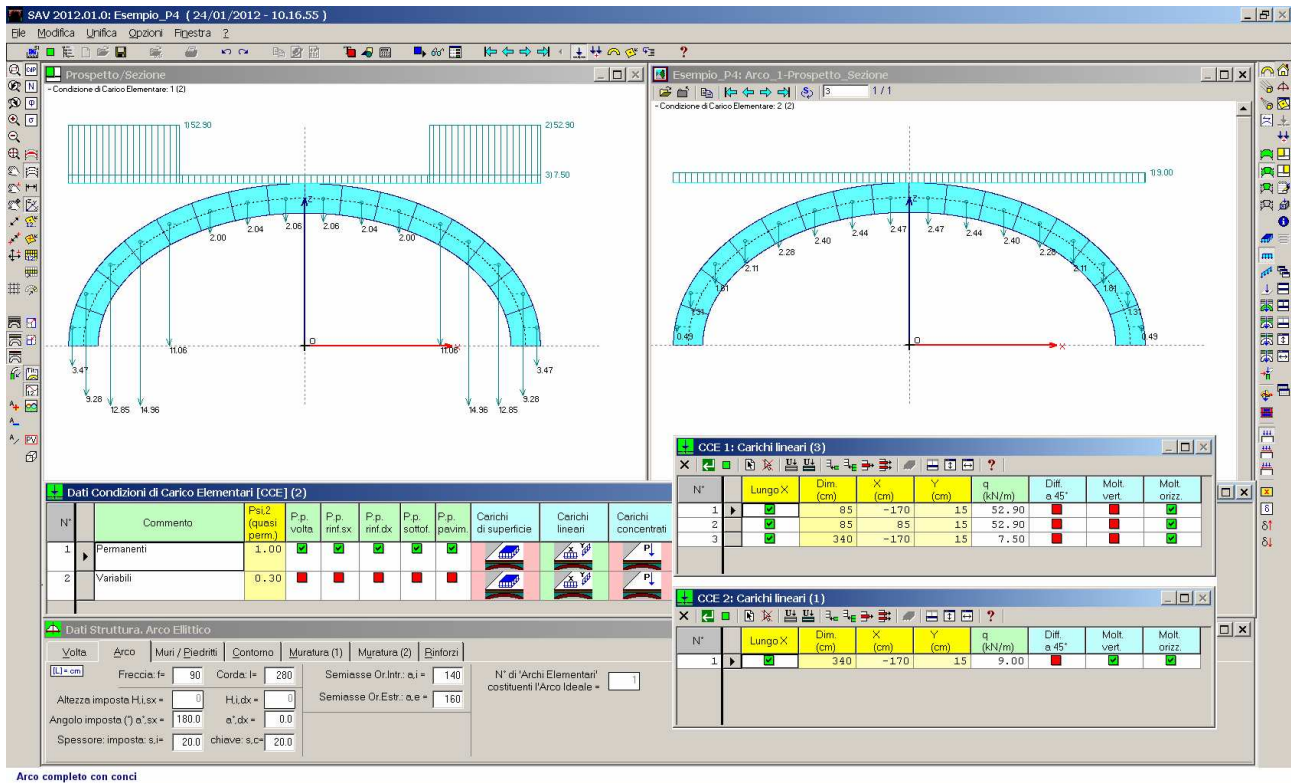 SAV 2012.01.0: Esempio_P4 ( 24/01/2012 - 10.16.55 )
File Modifica Unifica Opzioni Finestra ?
Prospetto/Sezione
- Condizione di Carico Elementare: 1 (2)
1) 52.90
2) 52.90
3) 7.50
Z
2.00 2.04 2.06 2.06 2.04 2.00
O
X
11.06
11.06
3.47
3.47
9.28
9.28
12.85 14.96
14.96 12.85
Esempio_P4: Arco_1-Prospetto_Sezione
3 1 / 1
- Condizione di Carico Elementare: 2 (2)
1) 9.00
Z
2.40 2.44 2.47 2.47 2.44 2.40
2.28
2.28
2.11
2.11
1.81
1.81
1.31
1.31
0.49
0.49
O
X
CCE 1: Carichi lineari (3)
N° Lungo X Dim. (cm) X (cm) Y (cm) q (kN/m) Diff. a 45° Molt. vert. Molt. orizz.
1 85 -170 15 52.90
2 85 85 15 52.90
3 340 -170 15 7.50
Dati Condizioni di Carico Elementari [CCE] (2)
N° Commento Psi,2 (quasi perm.) P.p. volta P.p. rinf.sx P.p. rinf.dx P.p. sottof. P.p. pavim. Carichi di superficie Carichi lineari Carichi concentrati
1 Permanenti 1.00
2 Variabili 0.30
CCE 2: Carichi lineari (1)
N° Lungo X Dim. (cm) X (cm) Y (cm) q (kN/m) Diff. a 45° Molt. vert. Molt. orizz.
1 340 -170 15 9.00
Dati Struttura. Arco Ellittico
Volta Arco Muri / Piedritti Contorno Muratura (1) Muratura (2) Rinforzi
[L] = cm Freccia: f= 90 Corda: l= 280 Semiasse Or.Intr.: a,i = 140 N° di 'Archi Elementari' costituenti l'Arco Ideale = 1
Altezza imposta H,i,sx = 0 H,i,dx = 0 Semiasse Or.Estr.: a,e = 160
Angolo imposta (°) a°,sx = 180.0 a°,dx = 0.0
Spessore: imposta: s,i= 20.0 chiave: s,c= 20.0
Arco completo con conci